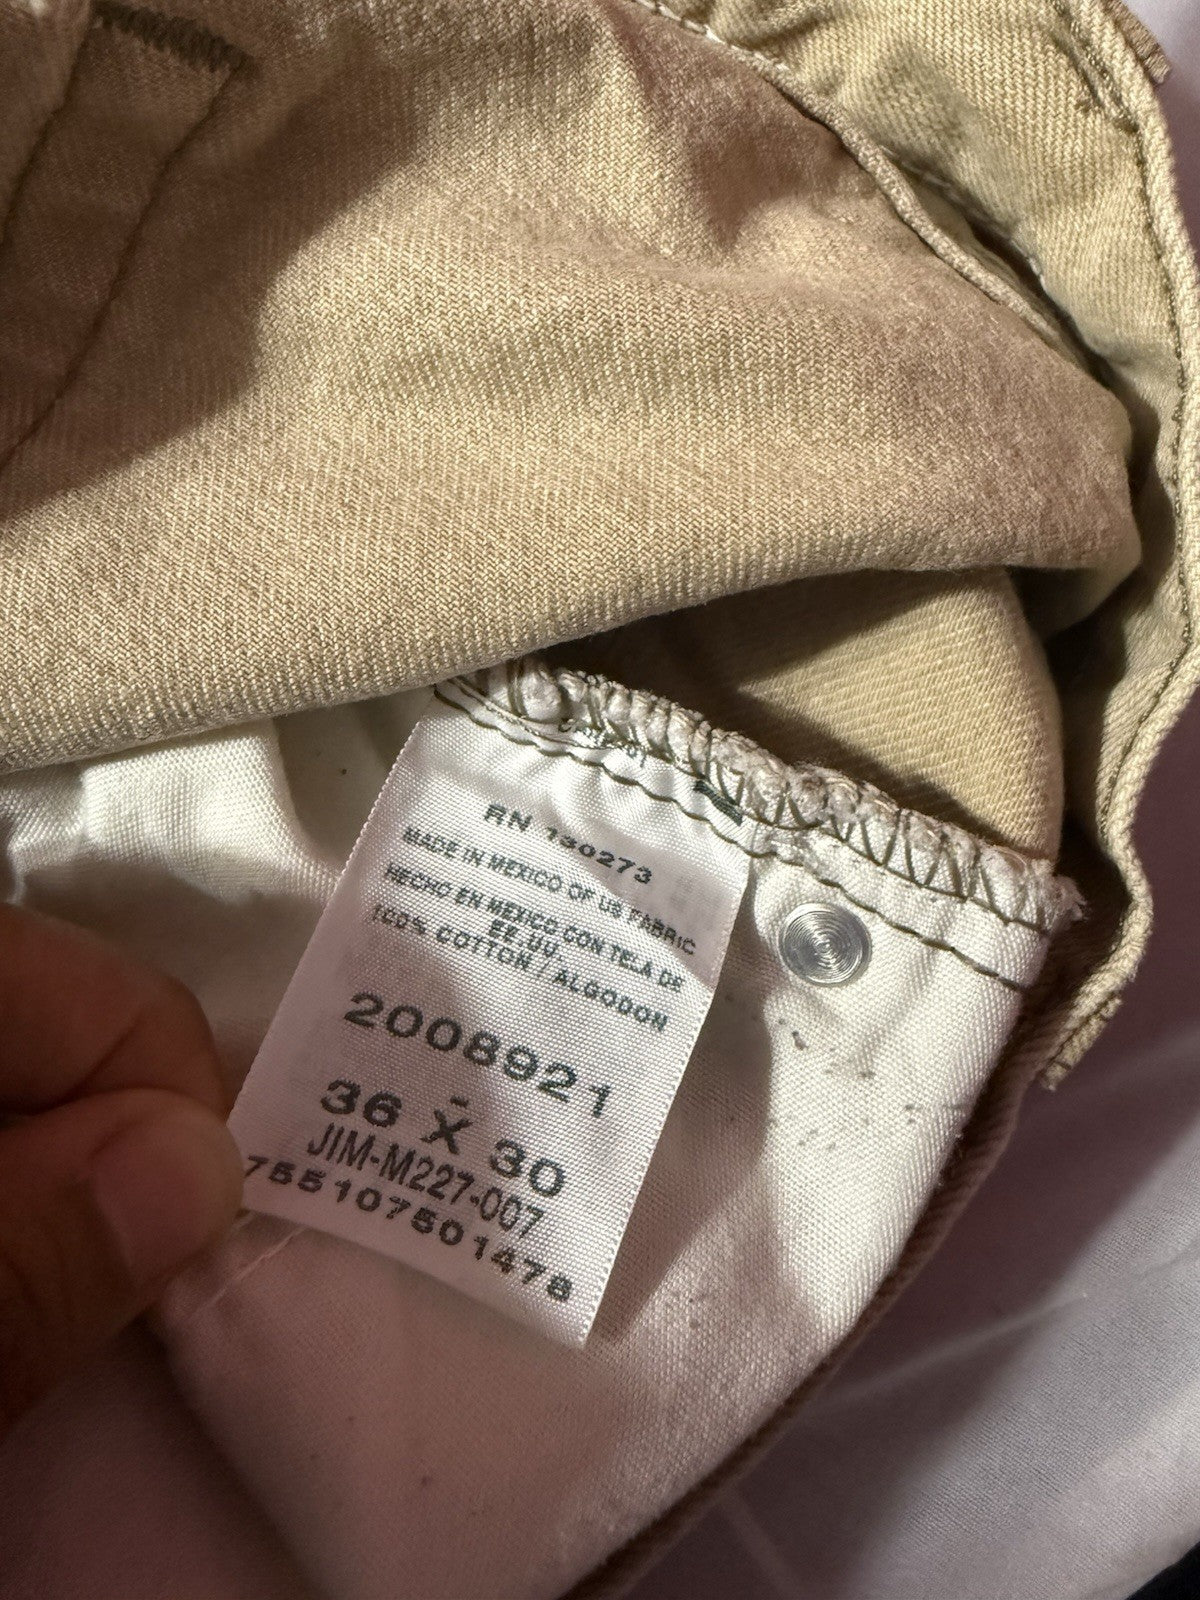 RN 130273
MADE IN MEXICO OF US FABRIC
HECHO EN MEXICO CON TELA DE
EE.UU.
100% COTTON / ALGODON
2008921
36 X 30
JIM-M227-007
755107501478